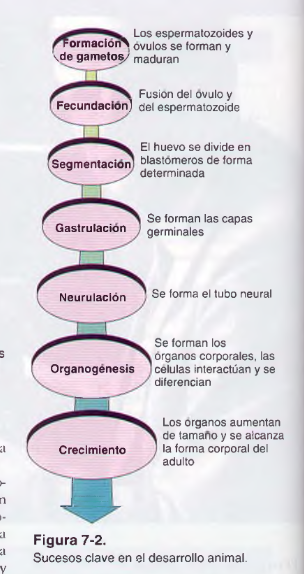 Formación
de gametos
Los espermatozoides y
óvulos se forman y
maduran
Fecundación
Fusión del óvulo y
del espermatozoide
Segmentación
El huevo se divide en
blastómeros de forma
determinada
Gastrulación
Se forman las capas
germinales
Neurulación
Se forma el tubo neural
Organogénesis
Se forman los
órganos corporales, las
células interactúan y se
diferencian
Crecimiento
Los órganos aumentan
de tamaño y se alcanza
la forma corporal del
adulto
Figura 7-2.
Sucesos clave en el desarrollo animal.